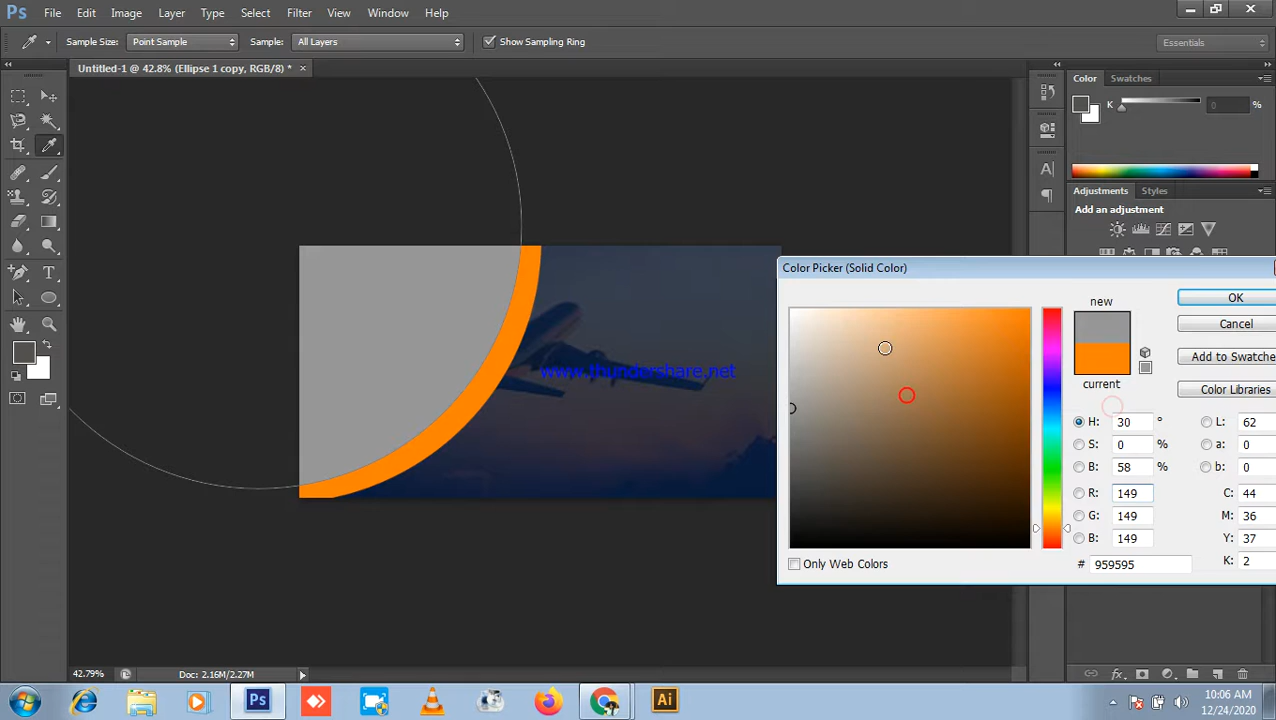 Ps File Edit Image Layer Type Select Filter View Window Help
Sample Size: Point Sample Sample: All Layers Show Sampling Ring Essentials
Untitled-1 @ 42.8% (Ellipse 1 copy, RGB/8) * ×
Color Swatches
K 0 %
Adjustments Styles
Add an adjustment
www.thundershare.net
Color Picker (Solid Color)
new
current
OK
Cancel
Add to Swatche
Color Libraries
H: 30 ° L: 62
S: 0 % a: 0
B: 58 % b: 0
R: 149 C: 44
G: 149 M: 36
B: 149 Y: 37
# 959595 K: 2
Only Web Colors
42.79% Doc: 2.16M/2.27M
Ps Ai
10:06 AM
12/24/2020